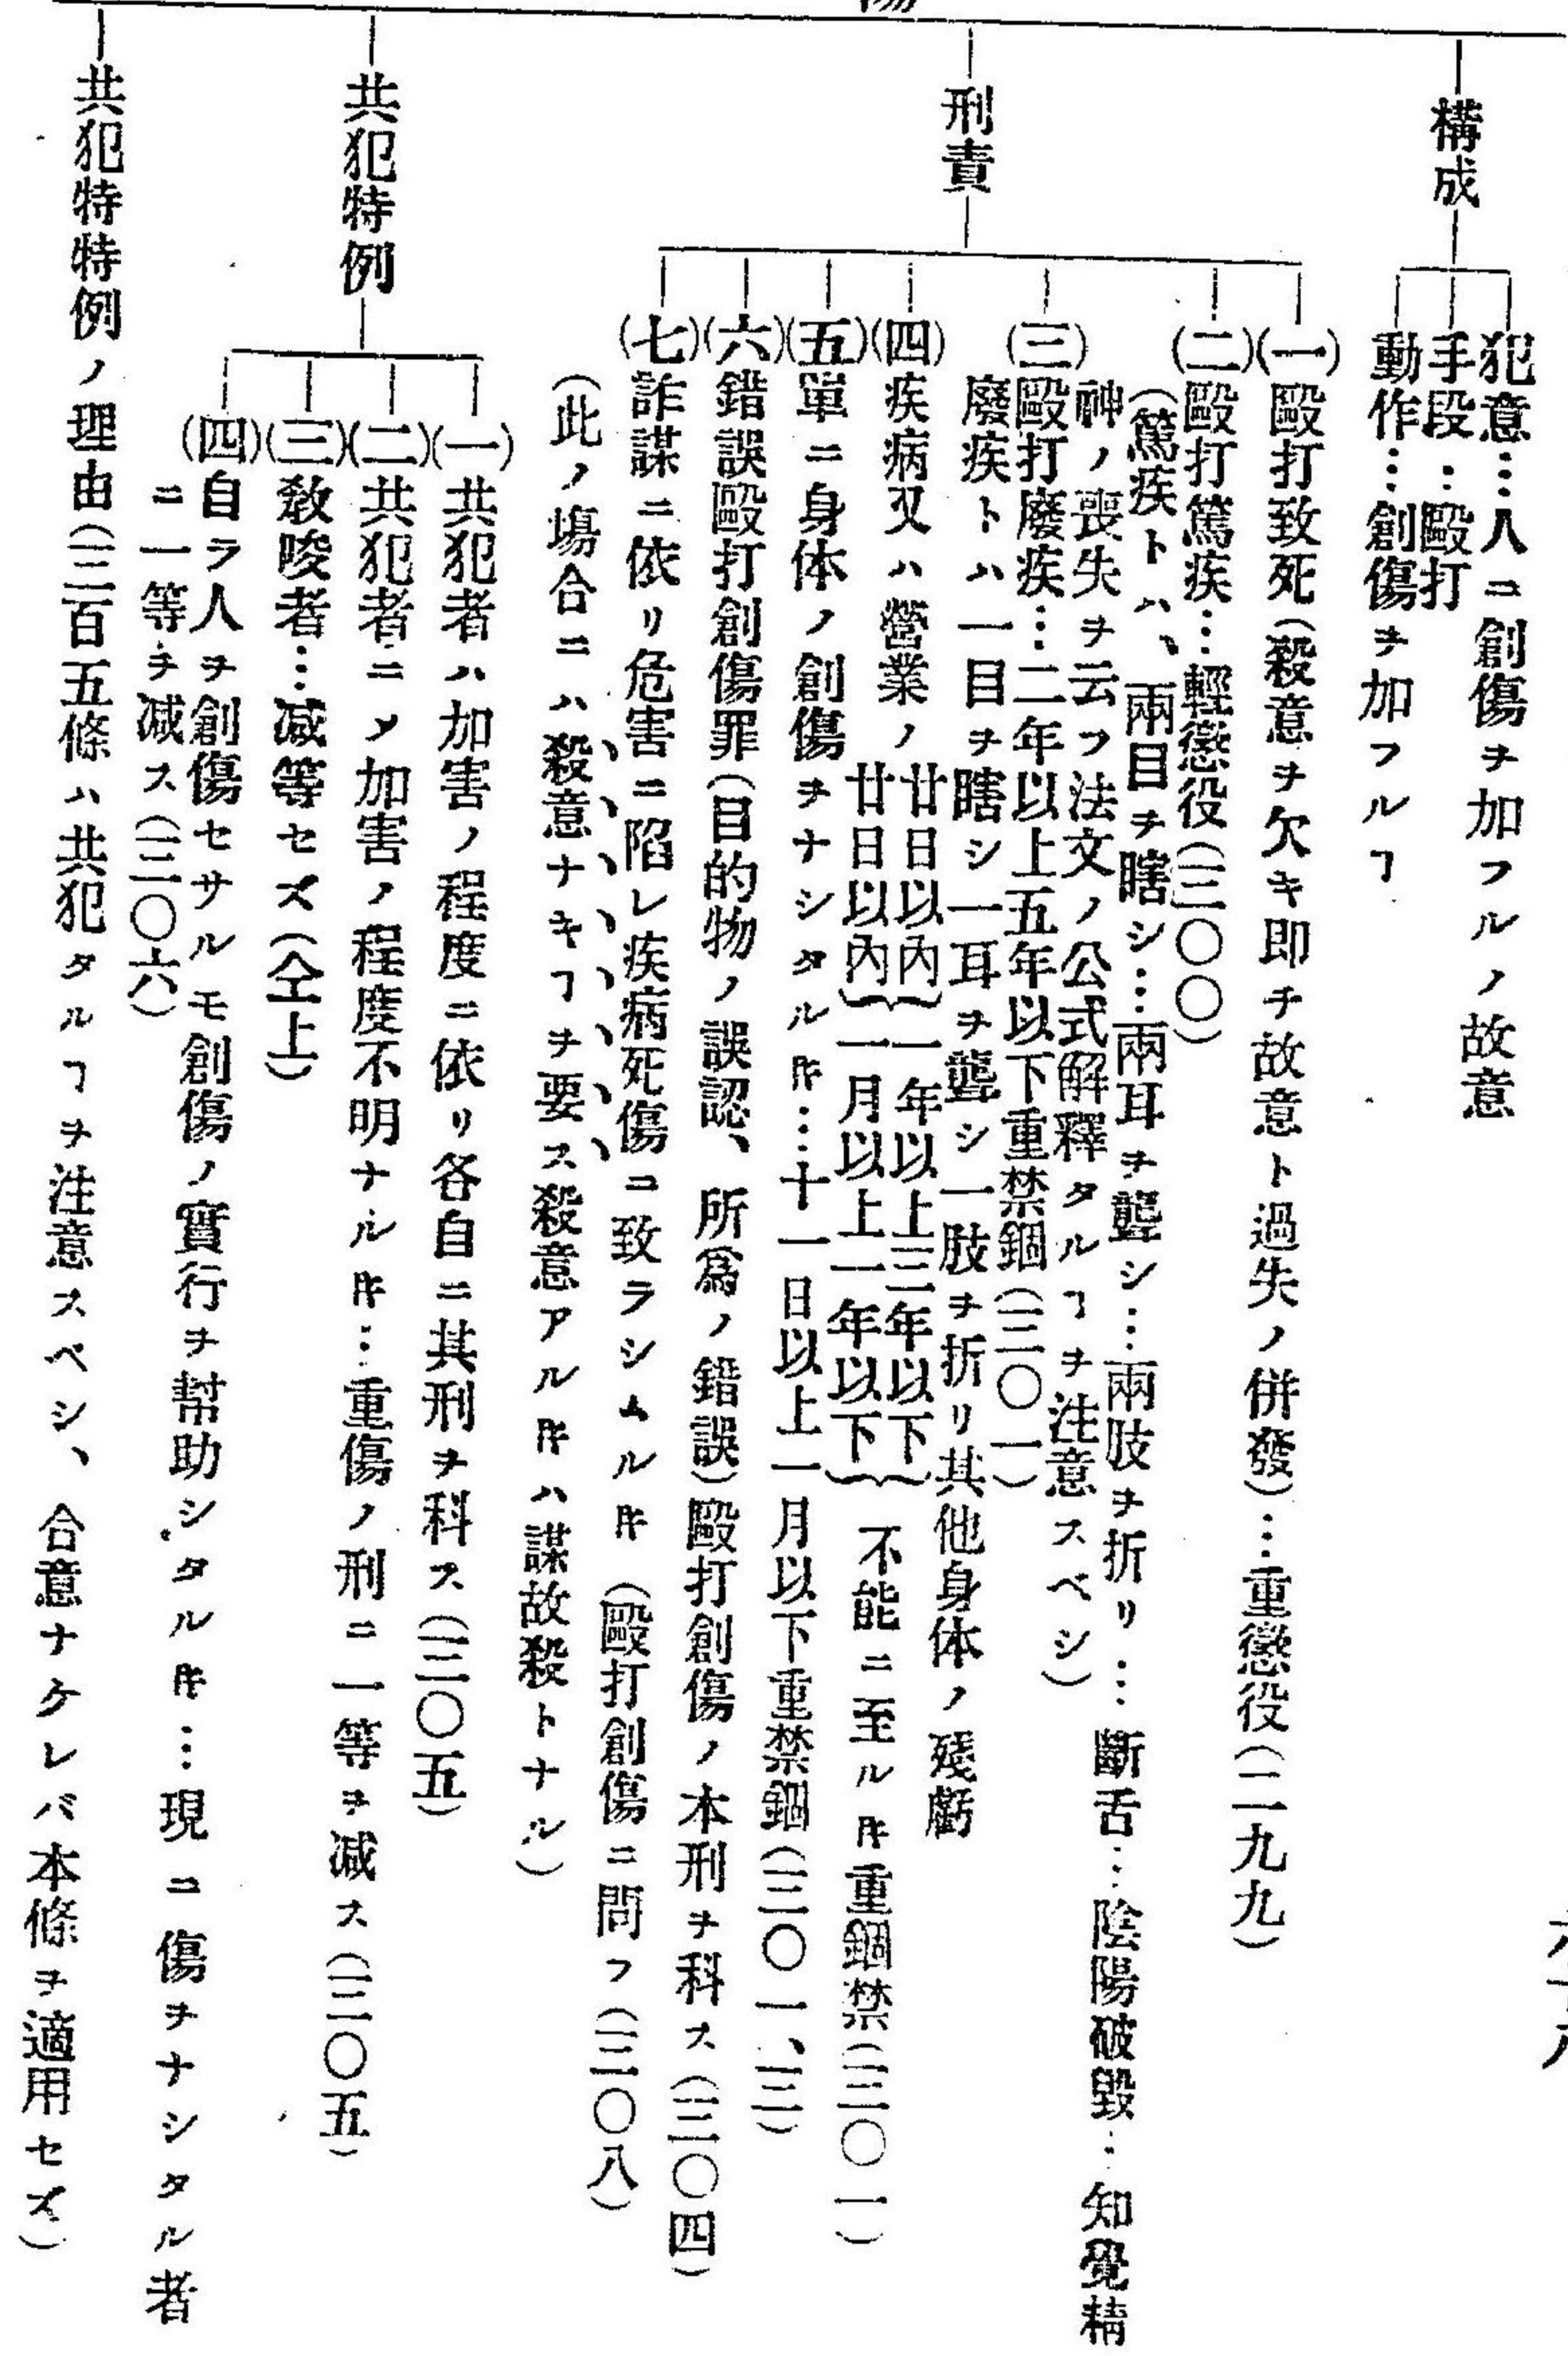 構成
犯意…人ニ創傷ヲ加フルノ故意
手段…毆打
動作…創傷ヲ加フルヿ
刑責
(一)毆打致死(殺意ヲ欠キ即チ故意ト過失ノ併發)…重懲役(二九九)
(二)毆打篤疾…輕懲役(三〇〇)
(篤疾トハ、兩目ヲ瞎シ…兩耳ヲ聾シ…兩肢ヲ折リ…斷舌…陰陽破毀…知覺精
神ノ喪失ヲ云フ法文ノ公式解釋タルヿヲ注意スベシ)
(三)毆打廢疾…二年以上五年以下重禁錮(三〇一)
廢疾トハ一目ヲ瞎シ一耳ヲ聾シ一肢ヲ折リ其他身体ノ殘虧
(四)疾病又ハ營業ノ
廿日以內{一年以上三年以下}
廿日以內{一月以上一年以下}
不能ニ至ルトキ重錮禁(三〇一)
(五)單ニ身体ノ創傷ヲナシタルトキ…十一日以上一月以下重禁錮(三〇一、三)
(六)錯誤毆打創傷罪(目的物ノ誤認、所爲ノ錯誤)毆打創傷ノ本刑ヲ科ス(三〇四)
(七)詐謀ニ依リ危害ニ陷レ疾病死傷ニ致ラシムルトキ(毆打創傷ニ問フ(三〇八)
(此ノ塲合ニハ殺意ナキヿヲ要ス殺意アルトキハ謀故殺トナル)
共犯特例
(一)共犯者ハ加害ノ程度ニ依リ各自ニ其刑ヲ科ス(三〇五)
(二)共犯者ニメ加害ノ程度不明ナルトキ…重傷ノ刑ニ一等ヲ减ス(三〇五)
(三)敎唆者…减等セズ(仝上)
(四)自ラ人ヲ創傷セサルモ創傷ノ實行ヲ幇助シタルトキ…現ニ傷ヲナシタル者
ニ一等ヲ减ス(三〇六)
共犯特特例ノ理由(三百五條ハ共犯タルヿヲ注意スベシ、合意ナケレバ本條ヲ適用セズ)